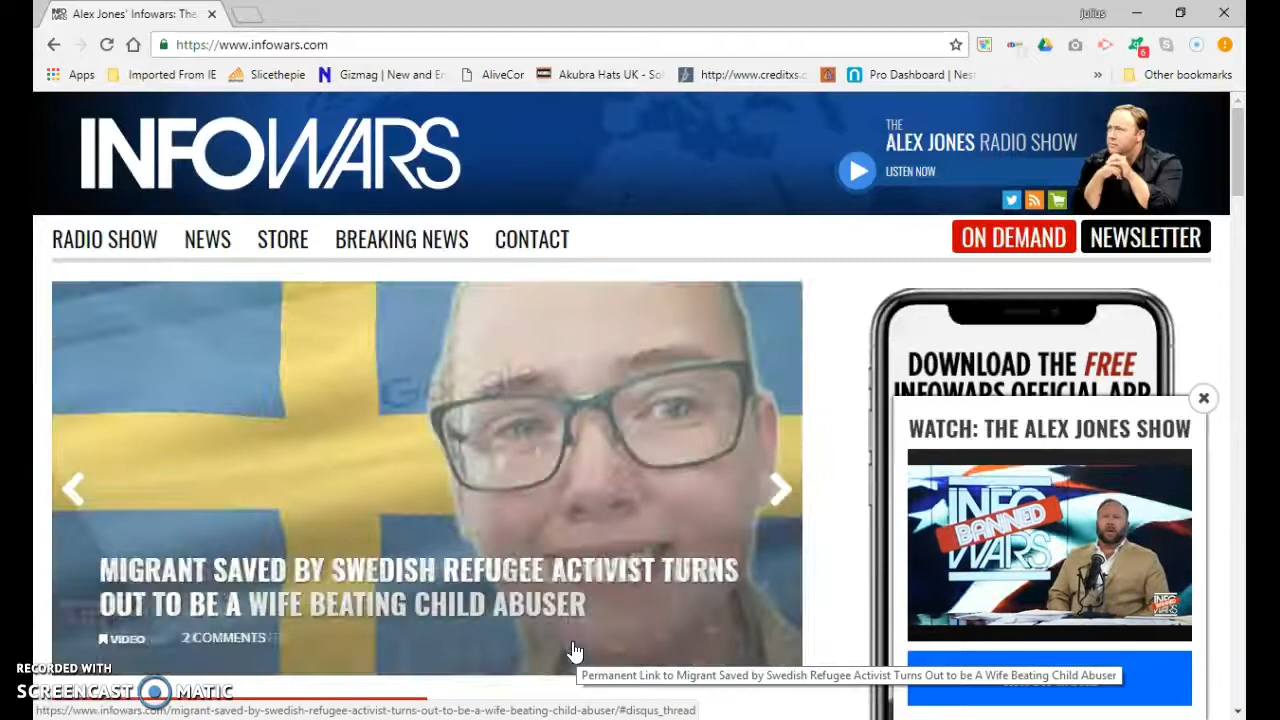 INFO WARS
Alex Jones' Infowars: The
julius
https://www.infowars.com
6
Apps
Imported From IE
Slicethepie
Gizmag | New and Em
AliveCor
Akubra Hats UK - So
http://www.creditxs.c
Pro Dashboard | Nest
»
Other bookmarks
INFOWARS
THE
ALEX JONES RADIO SHOW
LISTEN NOW
RADIO SHOW
NEWS
STORE
BREAKING NEWS
CONTACT
ON DEMAND
NEWSLETTER
DOWNLOAD THE FREE
INFOWARS OFFICIAL APP
WATCH: THE ALEX JONES SHOW
INFO
BANNED
WARS
MIGRANT SAVED BY SWEDISH REFUGEE ACTIVIST TURNS
OUT TO BE A WIFE BEATING CHILD ABUSER
VIDEO
2 COMMENTS
Permanent Link to Migrant Saved by Swedish Refugee Activist Turns Out to be A Wife Beating Child Abuser
RECORDED WITH
SCREENCAST MATIC
https://www.infowars.com/migrant-saved-by-swedish-refugee-activist-turns-out-to-be-a-wife-beating-child-abuser/#disqus_thread